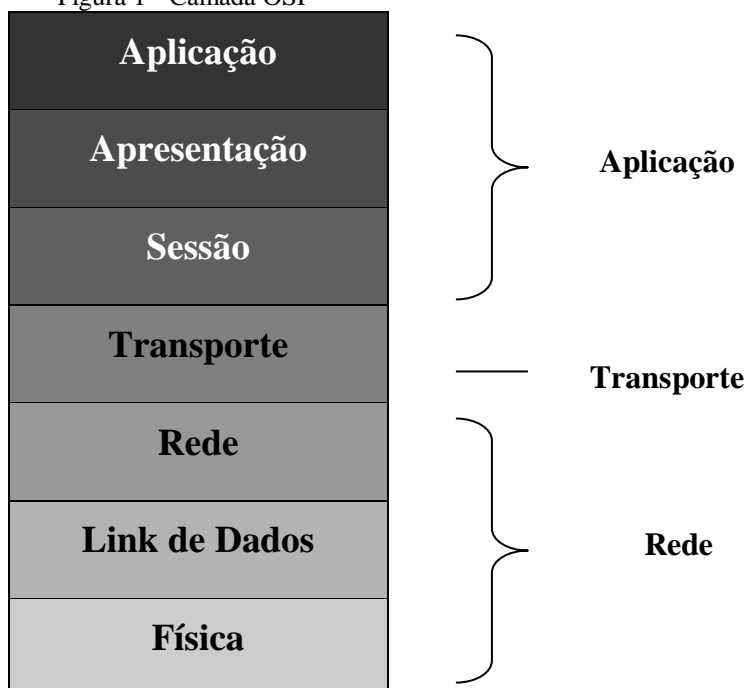 Figura 1 - Camada OSI
Aplicação
Apresentação
Sessão
Transporte
Rede
Link de Dados
Física
Aplicação
Transporte
Rede